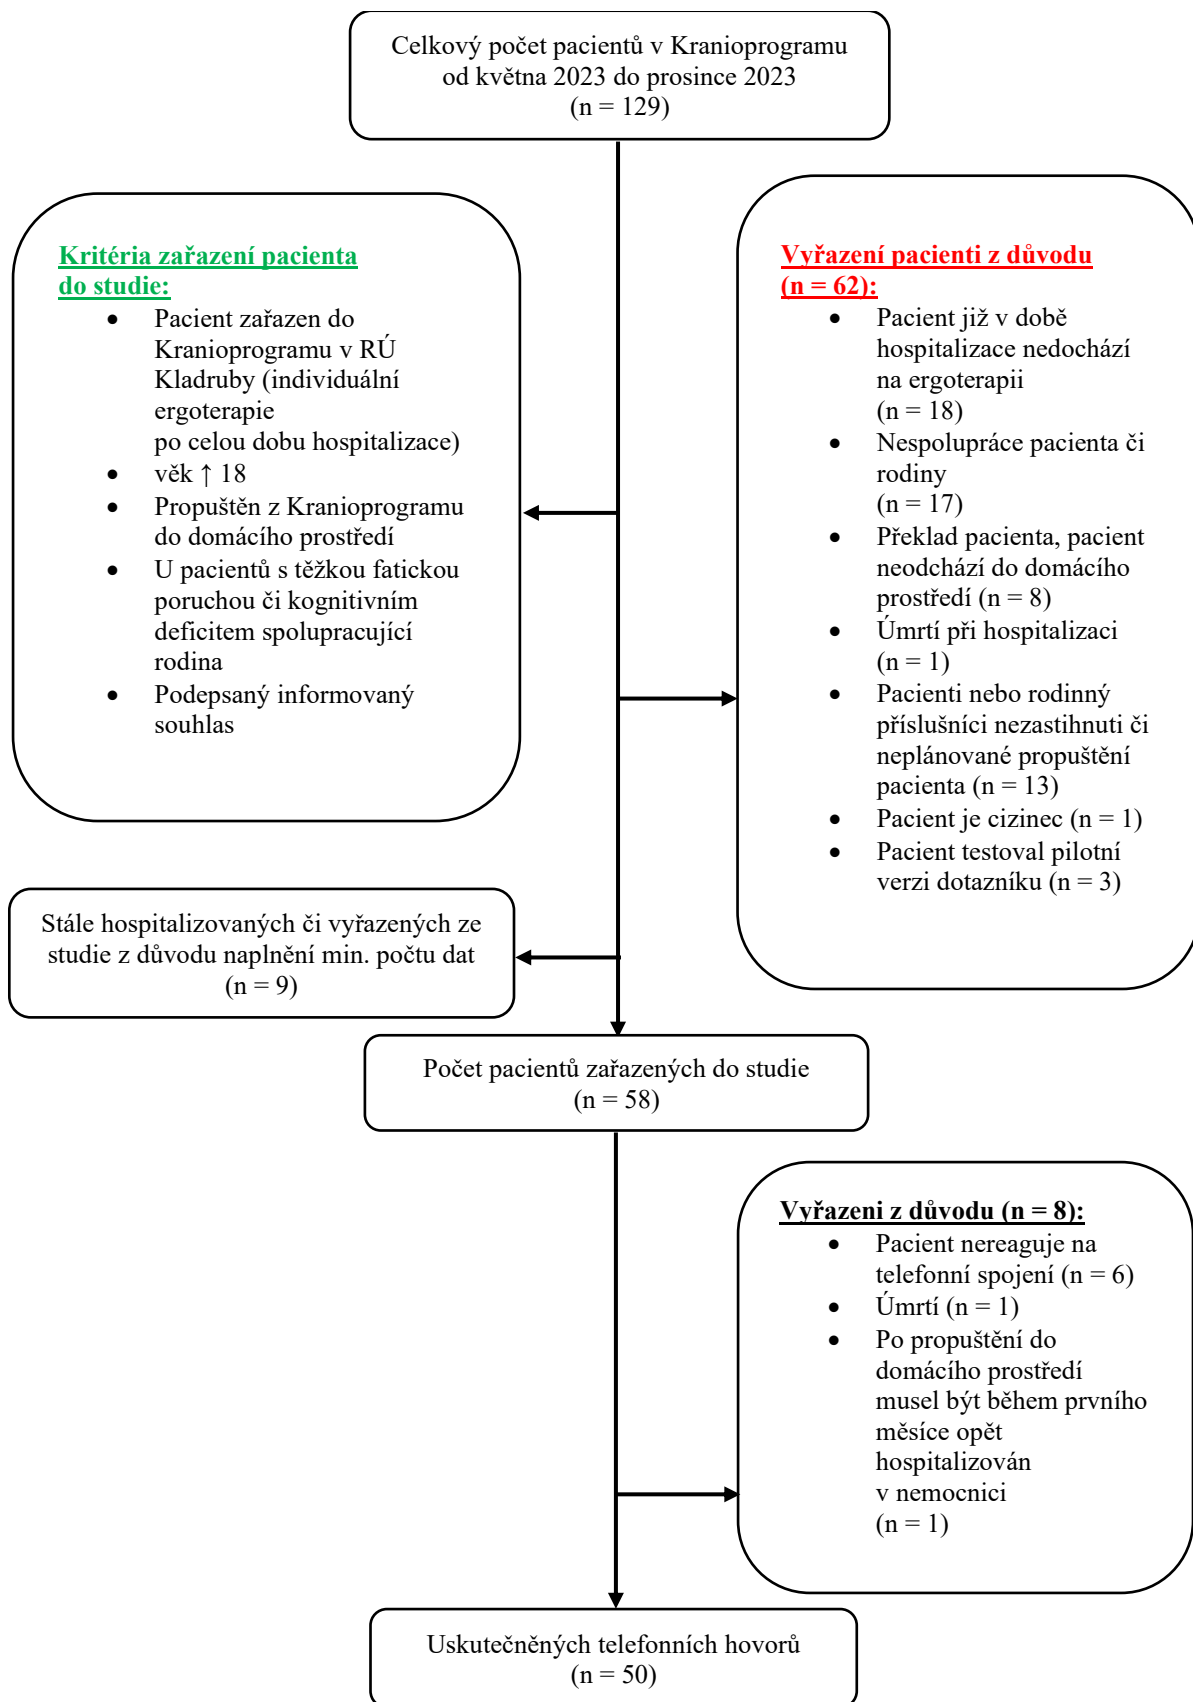 Celkový počet pacientů v Kranioprogramu
od května 2023 do prosince 2023
(n = 129)
Kritéria zařazení pacienta
do studie:
• Pacient zařazen do
Kranioprogramu v RÚ
Kladruby (individuální
ergoterapie
po celou dobu hospitalizace)
• věk ↑ 18
• Propuštěn z Kranioprogramu
do domácího prostředí
• U pacientů s těžkou fatickou
poruchou či kognitivním
deficitem spolupracující
rodina
• Podepsaný informovaný
souhlas
Vyřazení pacienti z důvodu
(n = 62):
• Pacient již v době
hospitalizace nedochází
na ergoterapii
(n = 18)
• Nespolupráce pacienta či
rodiny
(n = 17)
• Překlad pacienta, pacient
neodchází do domácího
prostředí (n = 8)
• Úmrtí při hospitalizaci
(n = 1)
• Pacienti nebo rodinný
příslušníci nezastihnuti či
neplánované propuštění
pacienta (n = 13)
• Pacient je cizinec (n = 1)
• Pacient testoval pilotní
verzi dotazníku (n = 3)
Stále hospitalizovaných či vyřazených ze
studie z důvodu naplnění min. počtu dat
(n = 9)
Počet pacientů zařazených do studie
(n = 58)
Vyřazeni z důvodu (n = 8):
• Pacient nereaguje na
telefonní spojení (n = 6)
• Úmrtí (n = 1)
• Po propuštění do
domácího prostředí
musel být během prvního
měsíce opět
hospitalizován
v nemocnici
(n = 1)
Uskutečněných telefonních hovorů
(n = 50)